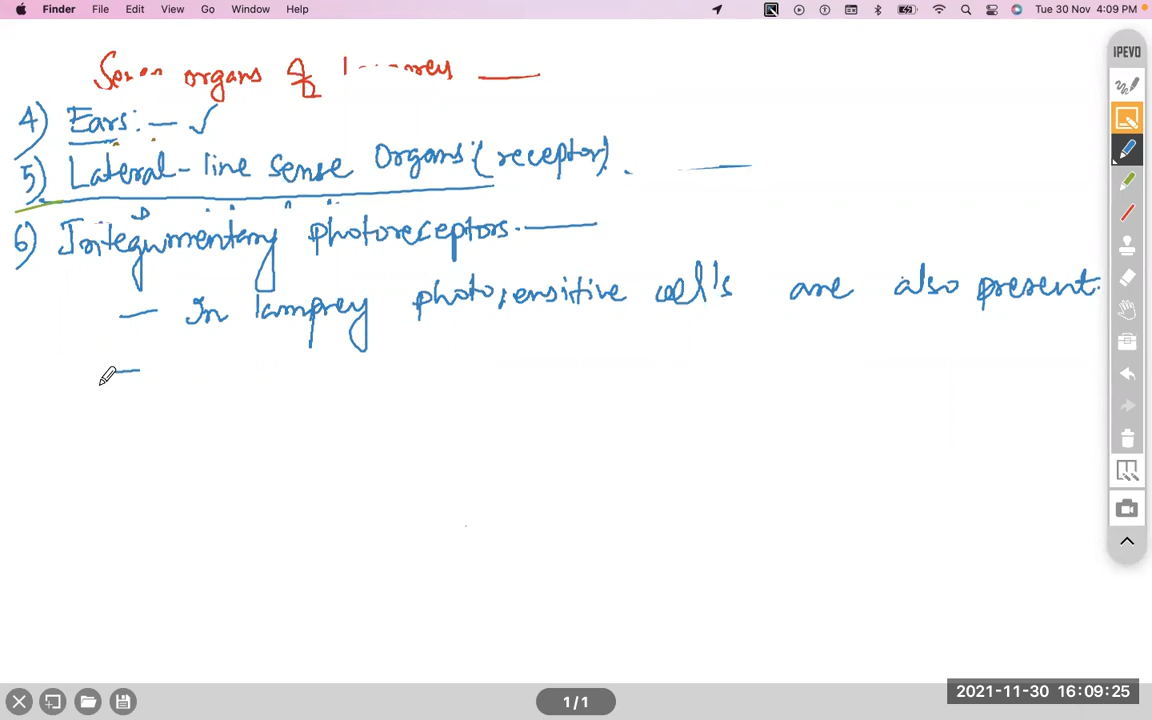 Finder File Edit View Go Window Help Tue 30 Nov 4:09 PM
IPEVO
organs of
4) Ears: — ✓
5) Lateral-line sense Organs (receptor). —
6) Integumentary photoreceptors. —
— In lamprey photosensitive cells are also present.
—
1/1
2021-11-30 16:09:25